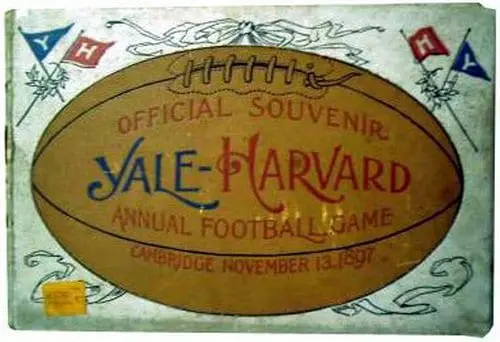 Y H
H Y
OFFICIAL SOUVENIR
YALE-HARVARD
ANNUAL FOOTBALL GAME
CAMBRIDGE NOVEMBER 13, 1897